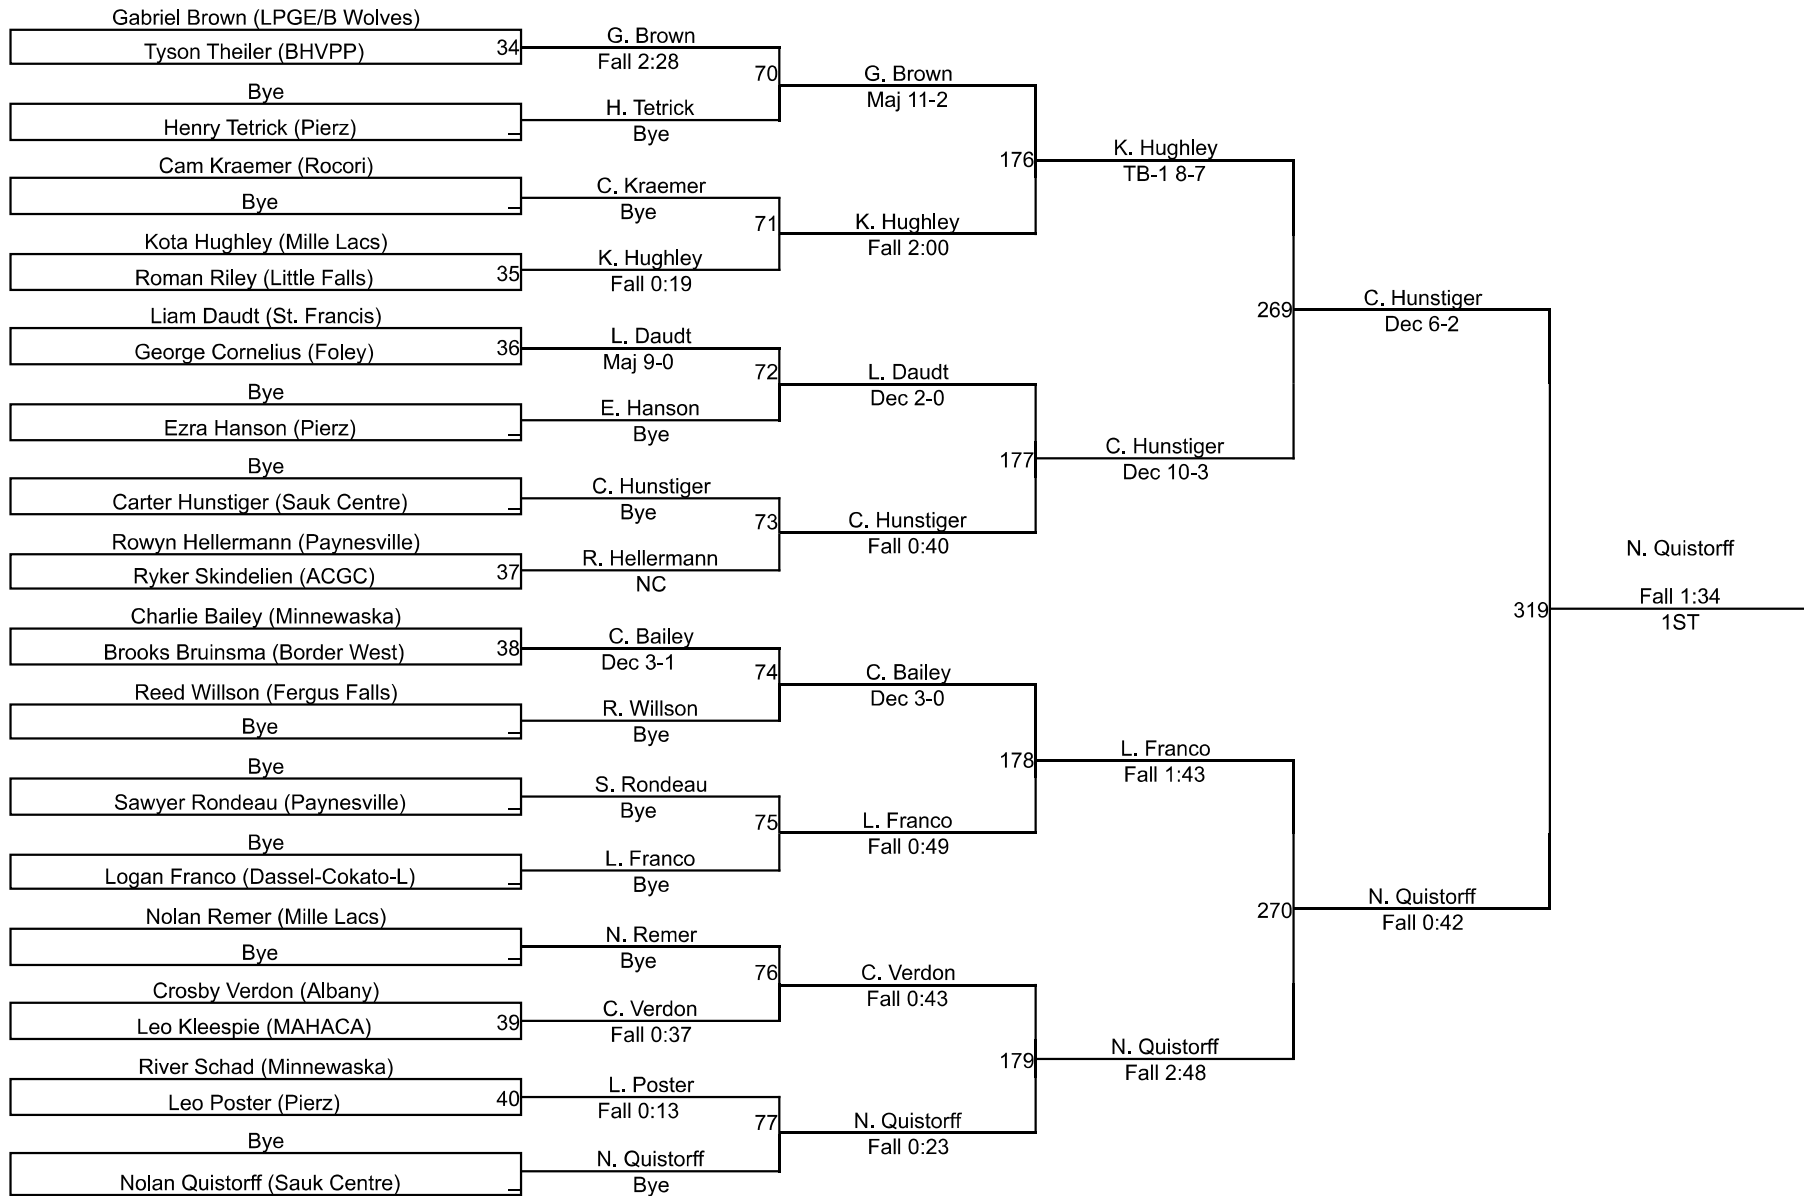 Gabriel Brown (LPGE/B Wolves)
Tyson Theiler (BHVPP) 34
Bye
Henry Tetrick (Pierz)
Cam Kraemer (Rocori)
Bye
Kota Hughley (Mille Lacs)
Roman Riley (Little Falls) 35
Liam Daudt (St. Francis)
George Cornelius (Foley) 36
Bye
Ezra Hanson (Pierz)
Bye
Carter Hunstiger (Sauk Centre)
Rowyn Hellermann (Paynesville)
Ryker Skindelien (ACGC) 37
Charlie Bailey (Minnewaska)
Brooks Bruinsma (Border West) 38
Reed Willson (Fergus Falls)
Bye
Bye
Sawyer Rondeau (Paynesville)
Bye
Logan Franco (Dassel-Cokato-L)
Nolan Remer (Mille Lacs)
Bye
Crosby Verdon (Albany)
Leo Kleespie (MAHACA) 39
River Schad (Minnewaska)
Leo Poster (Pierz) 40
Bye
Nolan Quistorff (Sauk Centre)
G. Brown
Fall 2:28
70
H. Tetrick
Bye
C. Kraemer
Bye
71
K. Hughley
Fall 0:19
L. Daudt
Maj 9-0
72
E. Hanson
Bye
C. Hunstiger
Bye
73
R. Hellermann
NC
C. Bailey
Dec 3-1
74
R. Willson
Bye
S. Rondeau
Bye
75
L. Franco
Bye
N. Remer
Bye
76
C. Verdon
Fall 0:37
L. Poster
Fall 0:13
77
N. Quistorff
Bye
G. Brown
Maj 11-2
176
K. Hughley
Fall 2:00
L. Daudt
Dec 2-0
177
C. Hunstiger
Fall 0:40
C. Bailey
Dec 3-0
178
L. Franco
Fall 0:49
C. Verdon
Fall 0:43
179
N. Quistorff
Fall 0:23
K. Hughley
TB-1 8-7
269
C. Hunstiger
Dec 10-3
L. Franco
Fall 1:43
270
N. Quistorff
Fall 2:48
C. Hunstiger
Dec 6-2
319
N. Quistorff
Fall 0:42
N. Quistorff
Fall 1:34
1ST